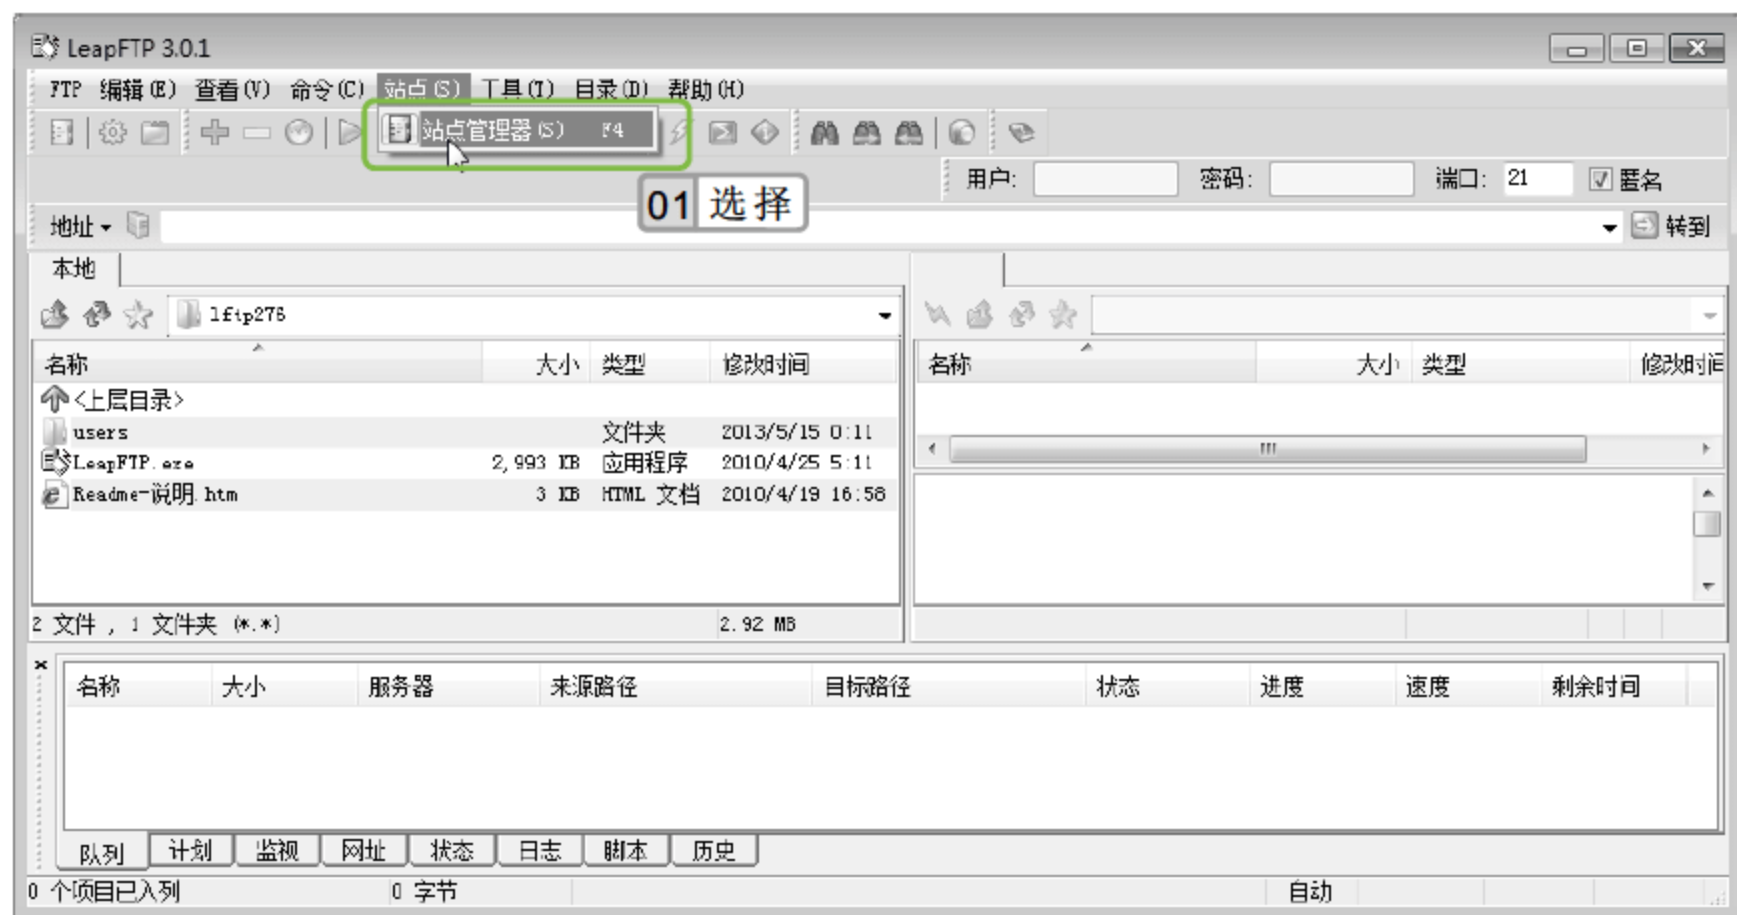 LeapFTP 3.0.1
FTP 编辑(E) 查看(V) 命令(C) 站点(S) 工具(T) 目录(D) 帮助(H)
站点管理器(S) F4
01 选择
用户: 密码: 端口: 21 匿名
地址 转到
本地
lftp276
名称 大小 类型 修改时间
名称 大小 类型 修改时间
<上层目录>
users 文件夹 2013/5/15 0:11
LeapFTP.exe 2,993 KB 应用程序 2010/4/25 5:11
Readme-说明.htm 3 KB HTML 文档 2010/4/19 16:58
2 文件 , 1 文件夹 (*.*) 2.92 MB
名称 大小 服务器 来源路径 目标路径 状态 进度 速度 剩余时间
队列 计划 监视 网址 状态 日志 脚本 历史
0 个项目已入列 0 字节 自动